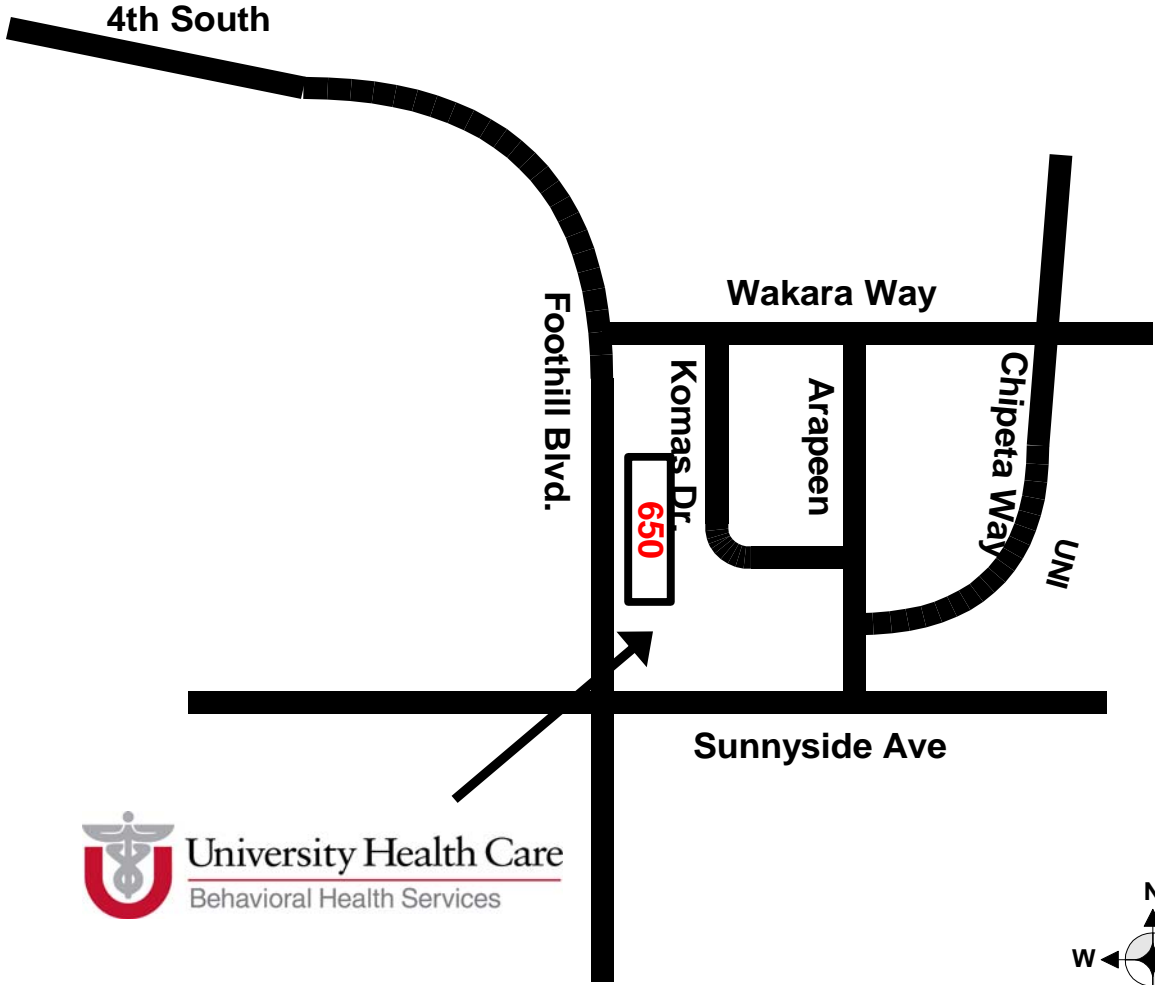 4th South
Wakara Way
Foothill Blvd.
Komas Dr.
Arapeen
Chipeta Way
650
UNI
Sunnyside Ave
University Health Care
Behavioral Health Services
N
W